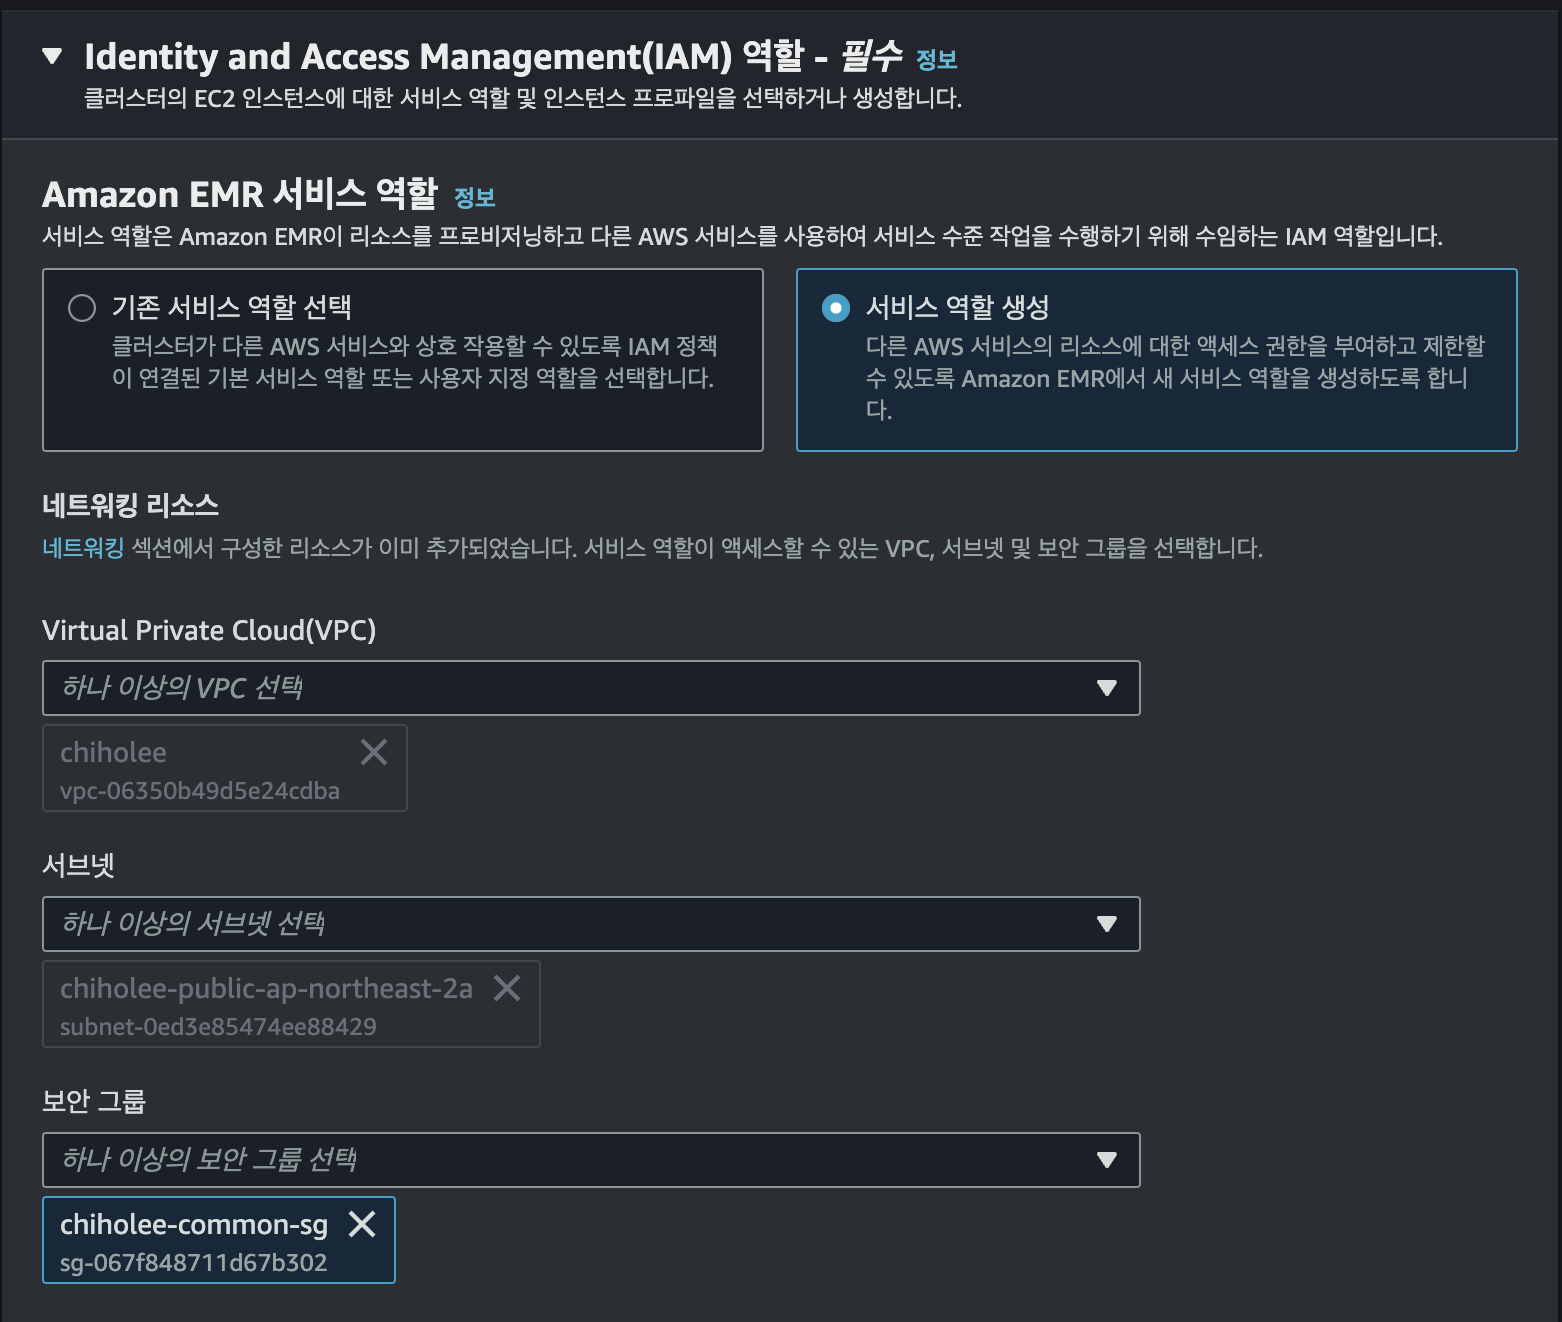 Identity and Access Management(IAM) 역할 - 필수 정보
클러스터의 EC2 인스턴스에 대한 서비스 역할 및 인스턴스 프로파일을 선택하거나 생성합니다.
Amazon EMR 서비스 역할 정보
서비스 역할은 Amazon EMR이 리소스를 프로비저닝하고 다른 AWS 서비스를 사용하여 서비스 수준 작업을 수행하기 위해 수임하는 IAM 역할입니다.
기존 서비스 역할 선택
클러스터가 다른 AWS 서비스와 상호 작용할 수 있도록 IAM 정책
이 연결된 기본 서비스 역할 또는 사용자 지정 역할을 선택합니다.
서비스 역할 생성
다른 AWS 서비스의 리소스에 대한 액세스 권한을 부여하고 제한할
수 있도록 Amazon EMR에서 새 서비스 역할을 생성하도록 합니
다.
네트워킹 리소스
네트워킹 섹션에서 구성한 리소스가 이미 추가되었습니다. 서비스 역할이 액세스할 수 있는 VPC, 서브넷 및 보안 그룹을 선택합니다.
Virtual Private Cloud(VPC)
하나 이상의 VPC 선택
chiholee
vpc-06350b49d5e24cdba
서브넷
하나 이상의 서브넷 선택
chiholee-public-ap-northeast-2a
subnet-0ed3e85474ee88429
보안 그룹
하나 이상의 보안 그룹 선택
chiholee-common-sg
sg-067f848711d67b302